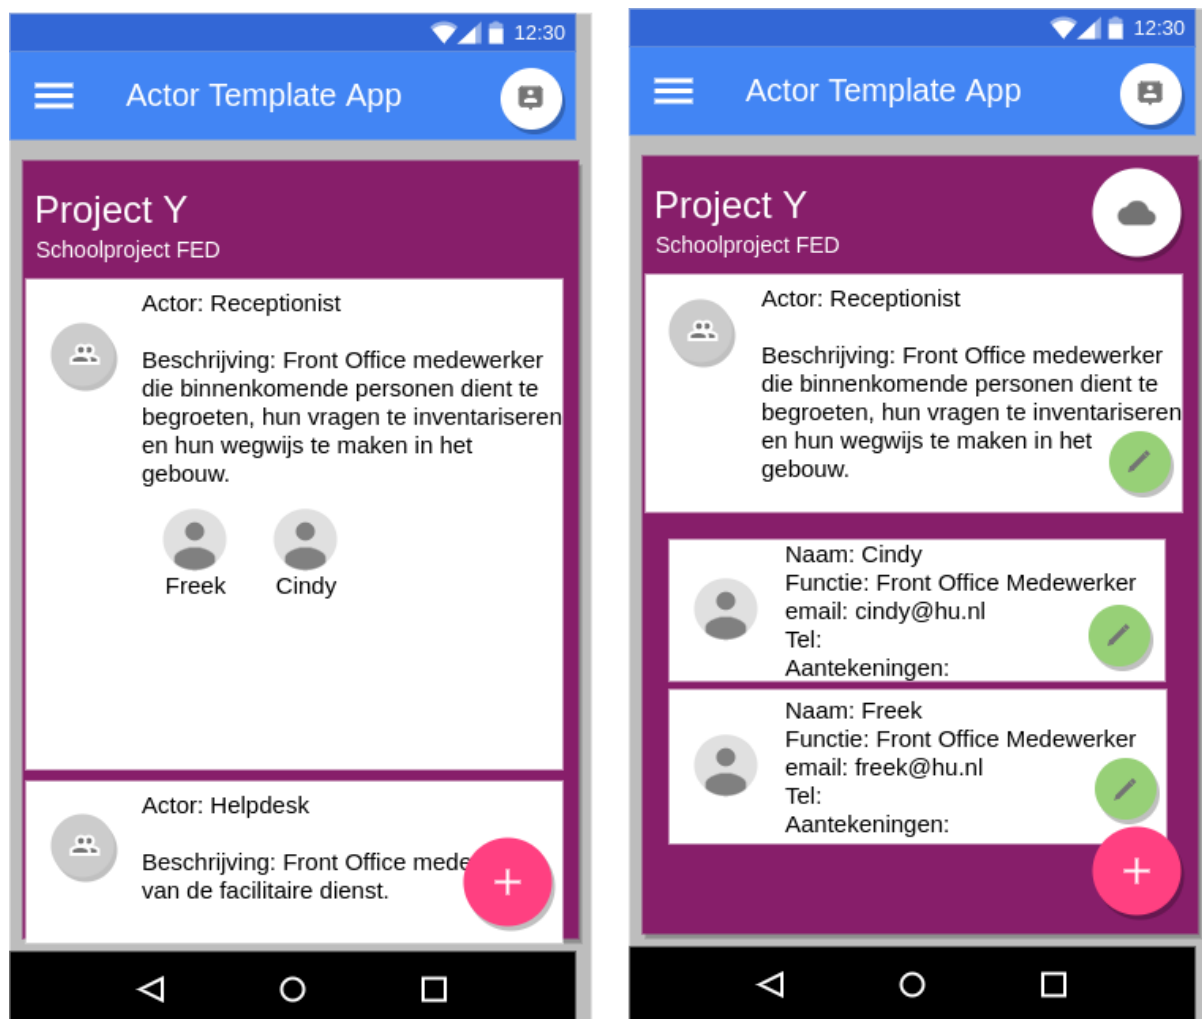 12:30
Actor Template App
Project Y
Schoolproject FED
Actor: Receptionist
Beschrijving: Front Office medewerker
die binnenkomende personen dient te
begroeten, hun vragen te inventariseren
en hun wegwijs te maken in het
gebouw.
Freek Cindy
Actor: Helpdesk
Beschrijving: Front Office mede
van de facilitaire dienst.
12:30
Actor Template App
Project Y
Schoolproject FED
Actor: Receptionist
Beschrijving: Front Office medewerker
die binnenkomende personen dient te
begroeten, hun vragen te inventariseren
en hun wegwijs te maken in het
gebouw.
Naam: Cindy
Functie: Front Office Medewerker
email: cindy@hu.nl
Tel:
Aantekeningen:
Naam: Freek
Functie: Front Office Medewerker
email: freek@hu.nl
Tel:
Aantekeningen: